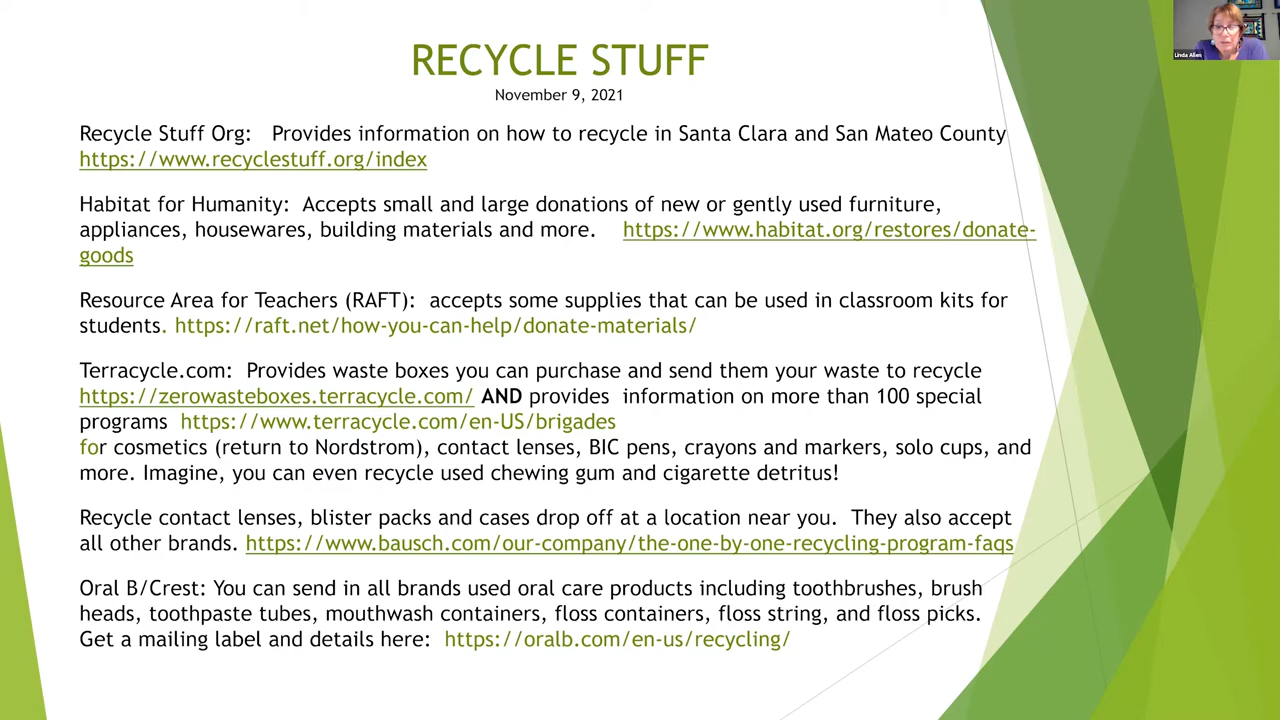 RECYCLE STUFF
November 9, 2021
Recycle Stuff Org: Provides information on how to recycle in Santa Clara and San Mateo County
https://www.recyclestuff.org/index
Habitat for Humanity: Accepts small and large donations of new or gently used furniture,
appliances, housewares, building materials and more. https://www.habitat.org/restores/donate-
goods
Resource Area for Teachers (RAFT): accepts some supplies that can be used in classroom kits for
students. https://raft.net/how-you-can-help/donate-materials/
Terracycle.com: Provides waste boxes you can purchase and send them your waste to recycle
https://zerowasteboxes.terracycle.com/ AND provides information on more than 100 special
programs https://www.terracycle.com/en-US/brigades
for cosmetics (return to Nordstrom), contact lenses, BIC pens, crayons and markers, solo cups, and
more. Imagine, you can even recycle used chewing gum and cigarette detritus!
Recycle contact lenses, blister packs and cases drop off at a location near you. They also accept
all other brands. https://www.bausch.com/our-company/the-one-by-one-recycling-program-faqs
Oral B/Crest: You can send in all brands used oral care products including toothbrushes, brush
heads, toothpaste tubes, mouthwash containers, floss containers, floss string, and floss picks.
Get a mailing label and details here: https://oralb.com/en-us/recycling/
Linda Allen